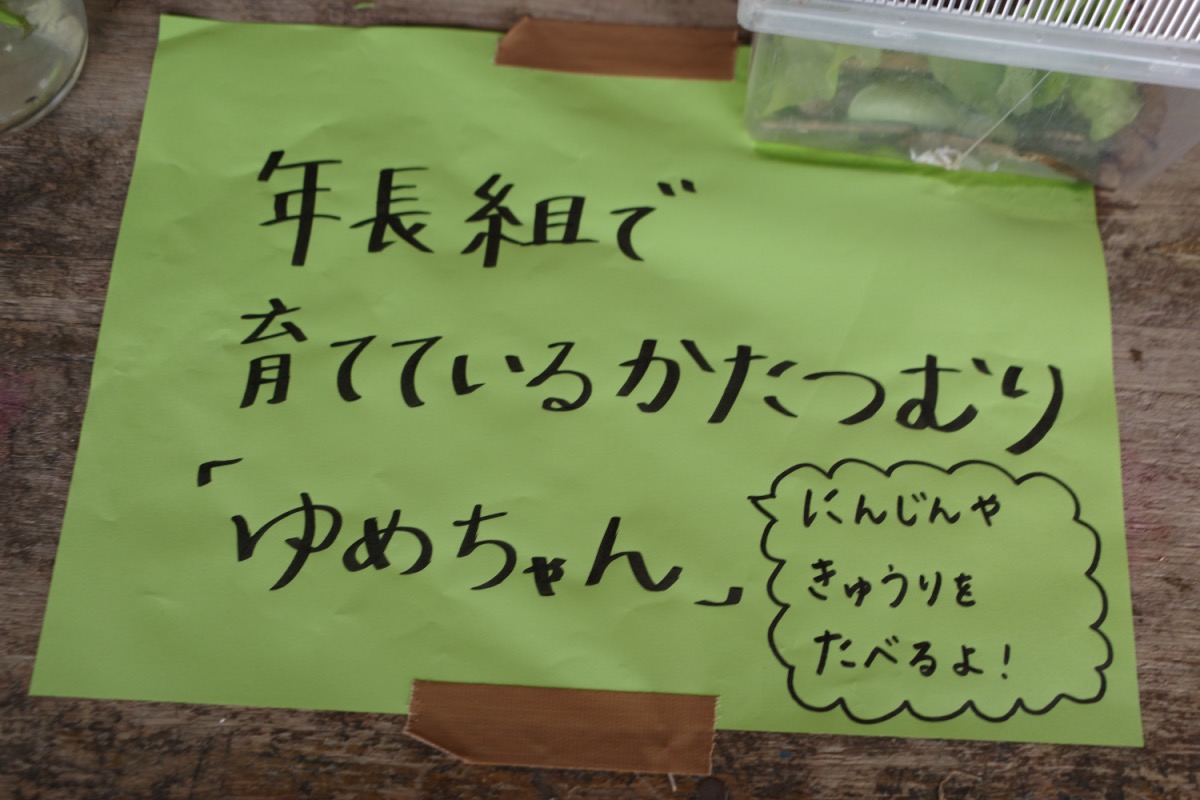 年長組で
育てているかたつむり
「ゆめちゃん」
にんじんや
きゅうりを
たべるよ!